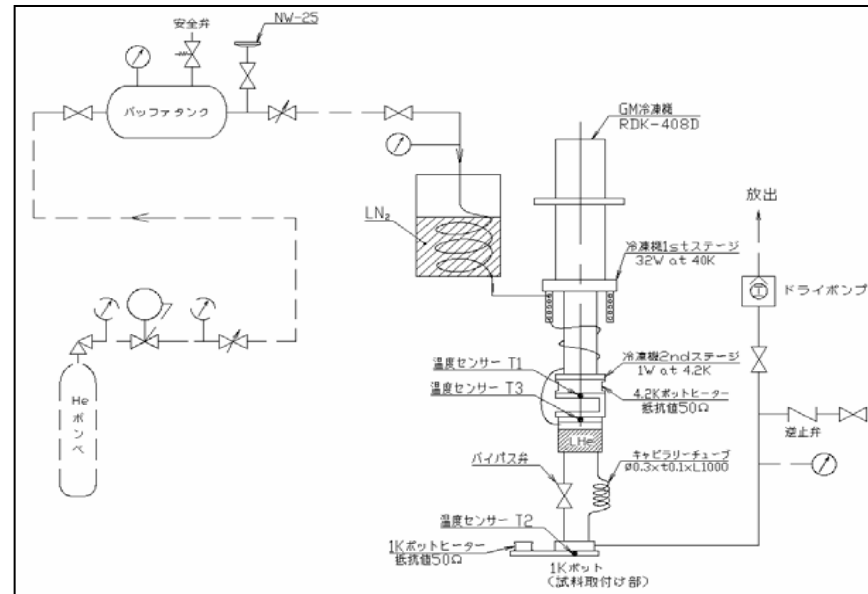 安全弁
NW-25
バッファタンク
GM冷凍機
RDK-408D
LN₂
放出
冷凍機1stステージ
32W at 40K
ドライポンプ
冷凍機2ndステージ
1W at 4.2K
温度センサー T1
温度センサー T3
4.2Kポットヒーター
抵抗値50Ω
He
ボンベ
LHe
逆止弁
バイパス弁
キャピラリーチューブ
Ø0.3×t0.1×L1000
温度センサー T2
1Kポットヒーター
抵抗値50Ω
1Kポット
(試料取付け部)